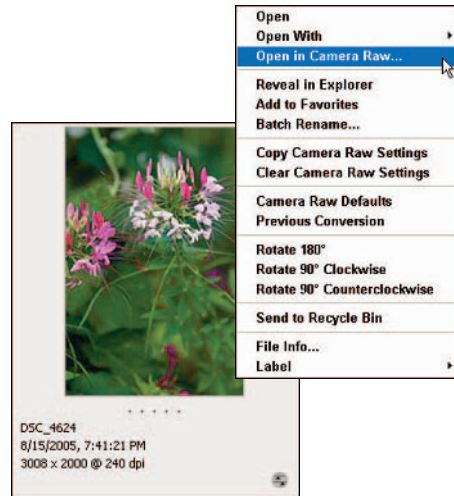 Open
Open With
Open in Camera Raw...
Reveal in Explorer
Add to Favorites
Batch Rename...
Copy Camera Raw Settings
Clear Camera Raw Settings
Camera Raw Defaults
Previous Conversion
Rotate 180°
Rotate 90° Clockwise
Rotate 90° Counterclockwise
Send to Recycle Bin
File Info...
Label
DSC_4624
8/15/2005, 7:41:21 PM
3008 x 2000 @ 240 dpi